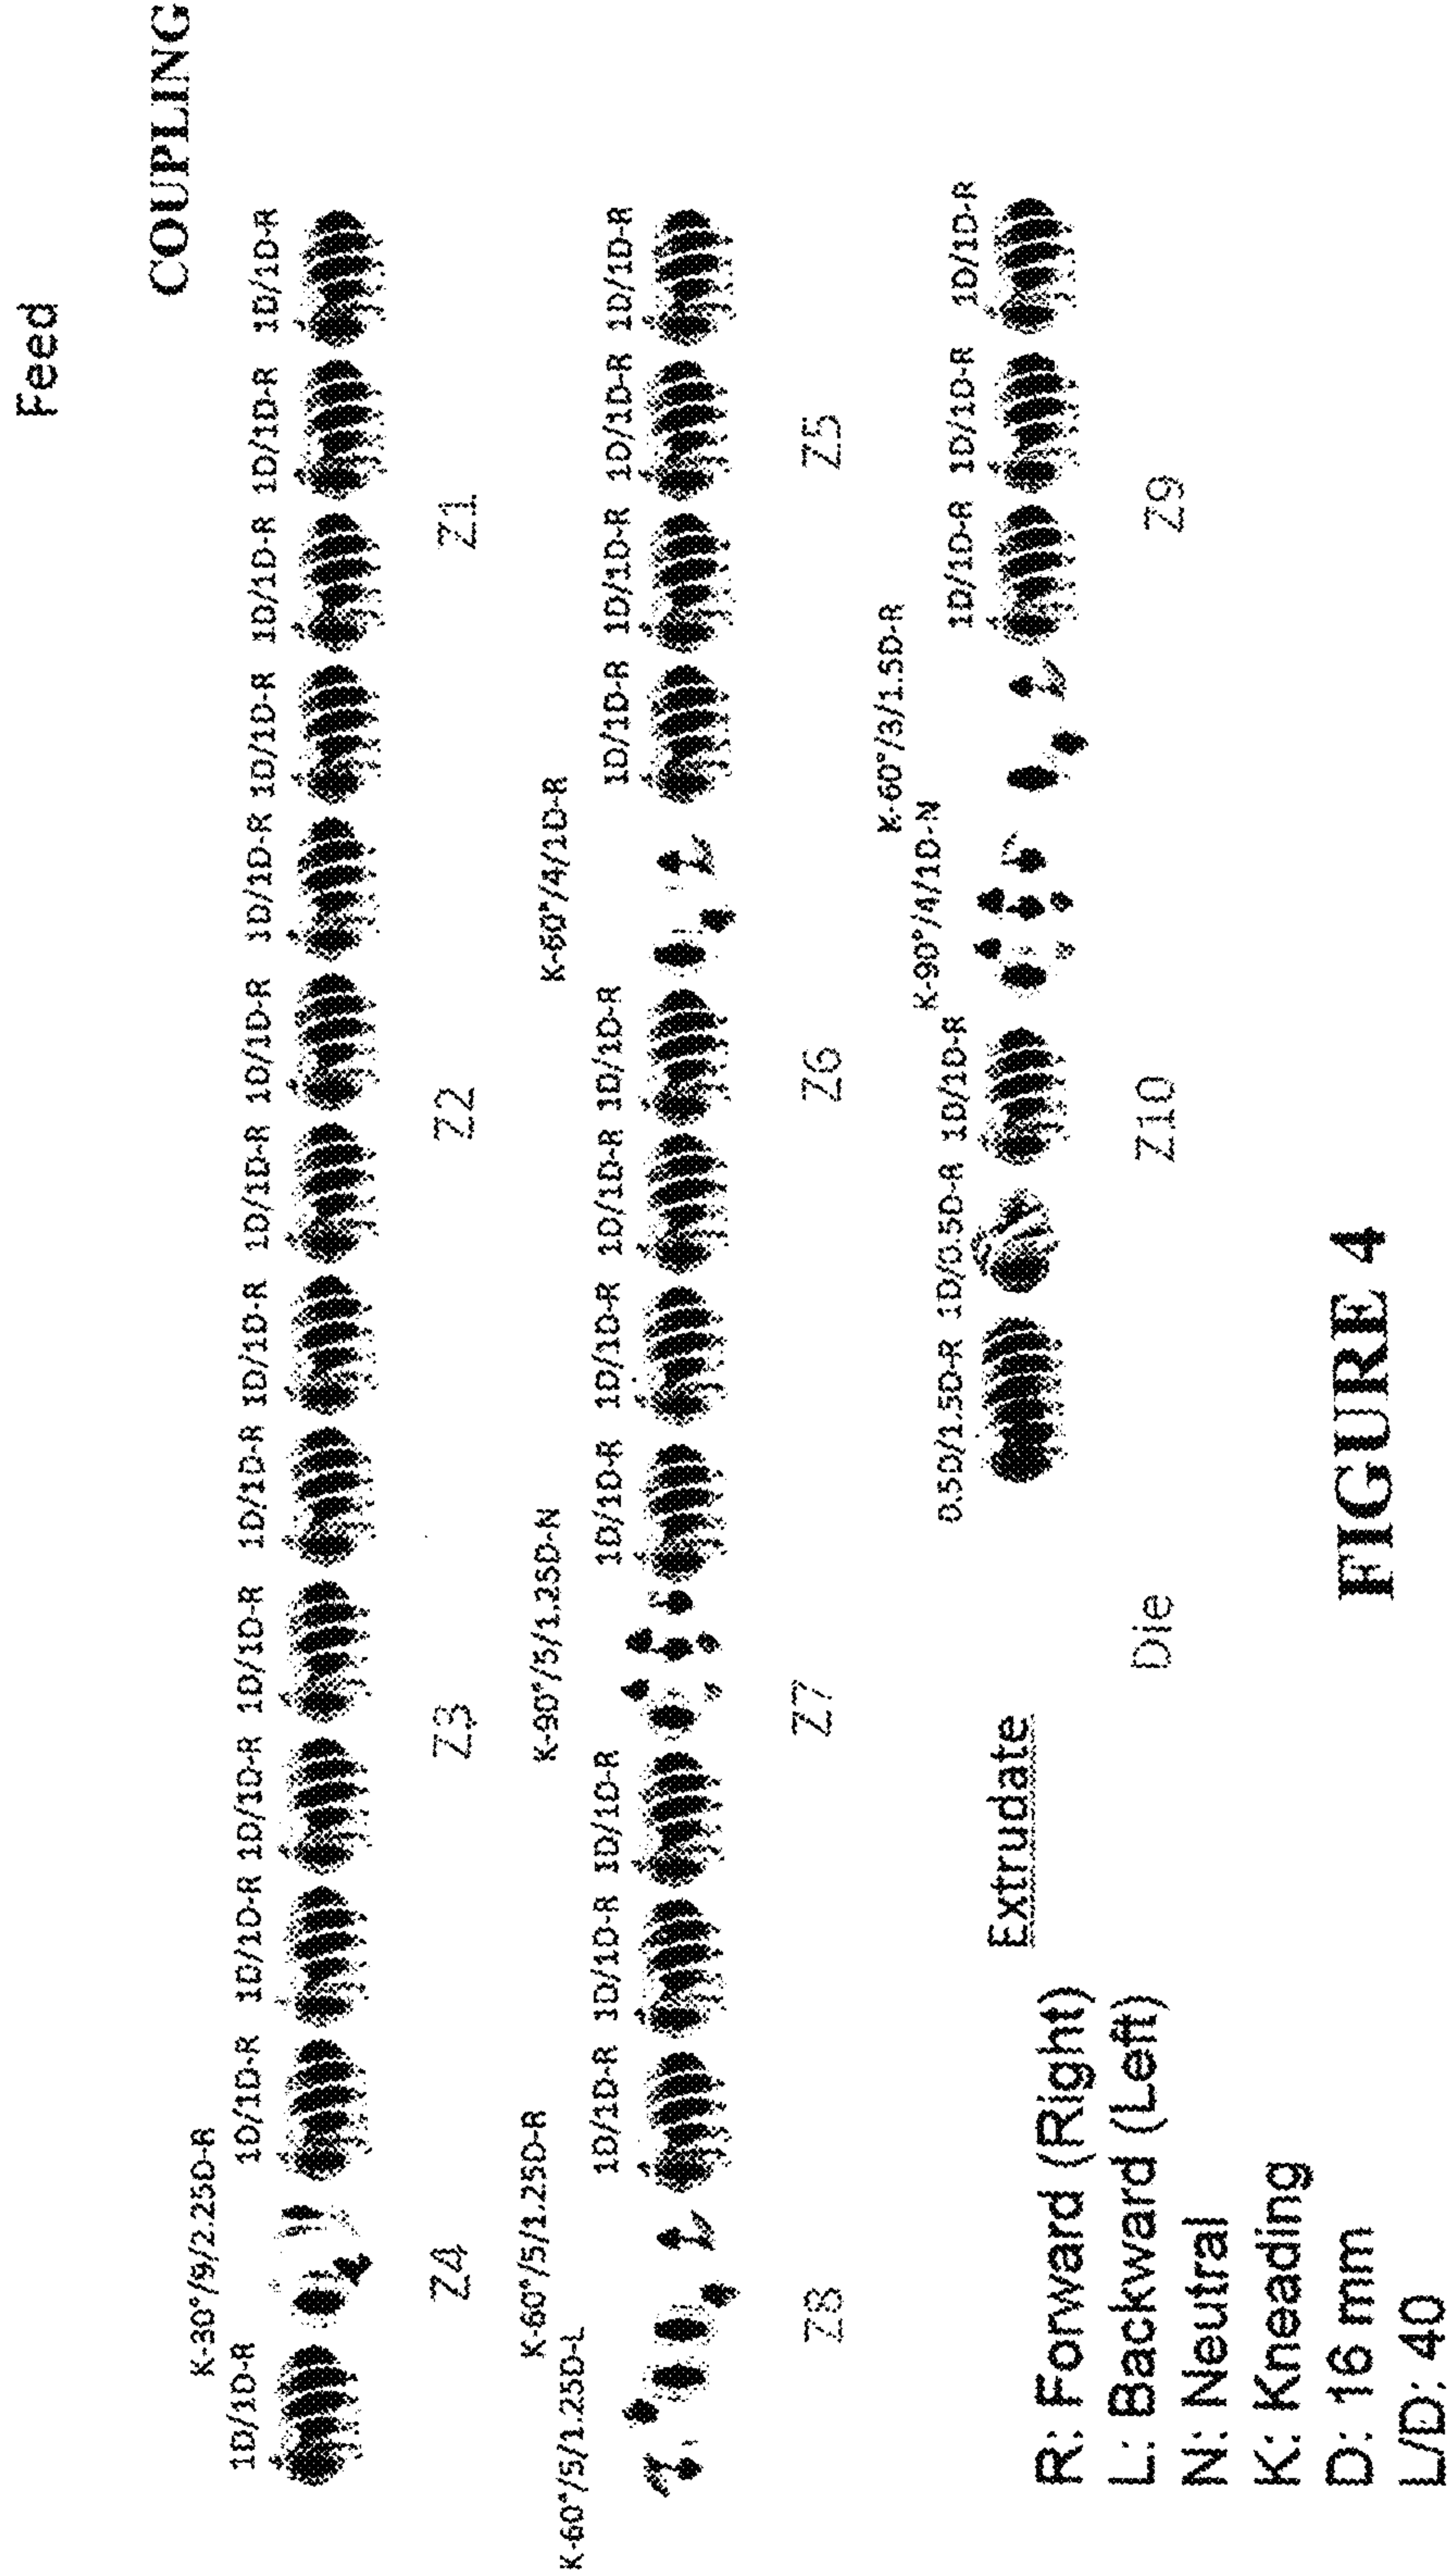 Feed
COUPLING
K-30°/9/2.25D-R
1D/1D-R 1D/1D-R 1D/1D-R 1D/1D-R 1D/1D-R 1D/1D-R 1D/1D-R 1D/1D-R 1D/1D-R 1D/1D-R 1D/1D-R 1D/1D-R 1D/1D-R 1D/1D-R
Z4 Z3 Z2 Z1
K-60°/5/1.25D-R K-90°/5/1.25D-N K-60°/4/1D-R
K-60°/5/1.25D-L
1D/1D-R 1D/1D-R 1D/1D-R 1D/1D-R 1D/1D-R 1D/1D-R 1D/1D-R 1D/1D-R 1D/1D-R 1D/1D-R 1D/1D-R
Z8 Z7 Z6 Z5
K-60°/3/1.5D-R
K-90°/4/1D-N
0.5D/1.5D-R 1D/0.5D-R 1D/1D-R 1D/1D-R 1D/1D-R 1D/1D-R
Extrudate
Die Z10 Z9
R: Forward (Right)
L: Backward (Left)
N: Neutral
K: Kneading
D: 16 mm
L/D: 40
FIGURE 4